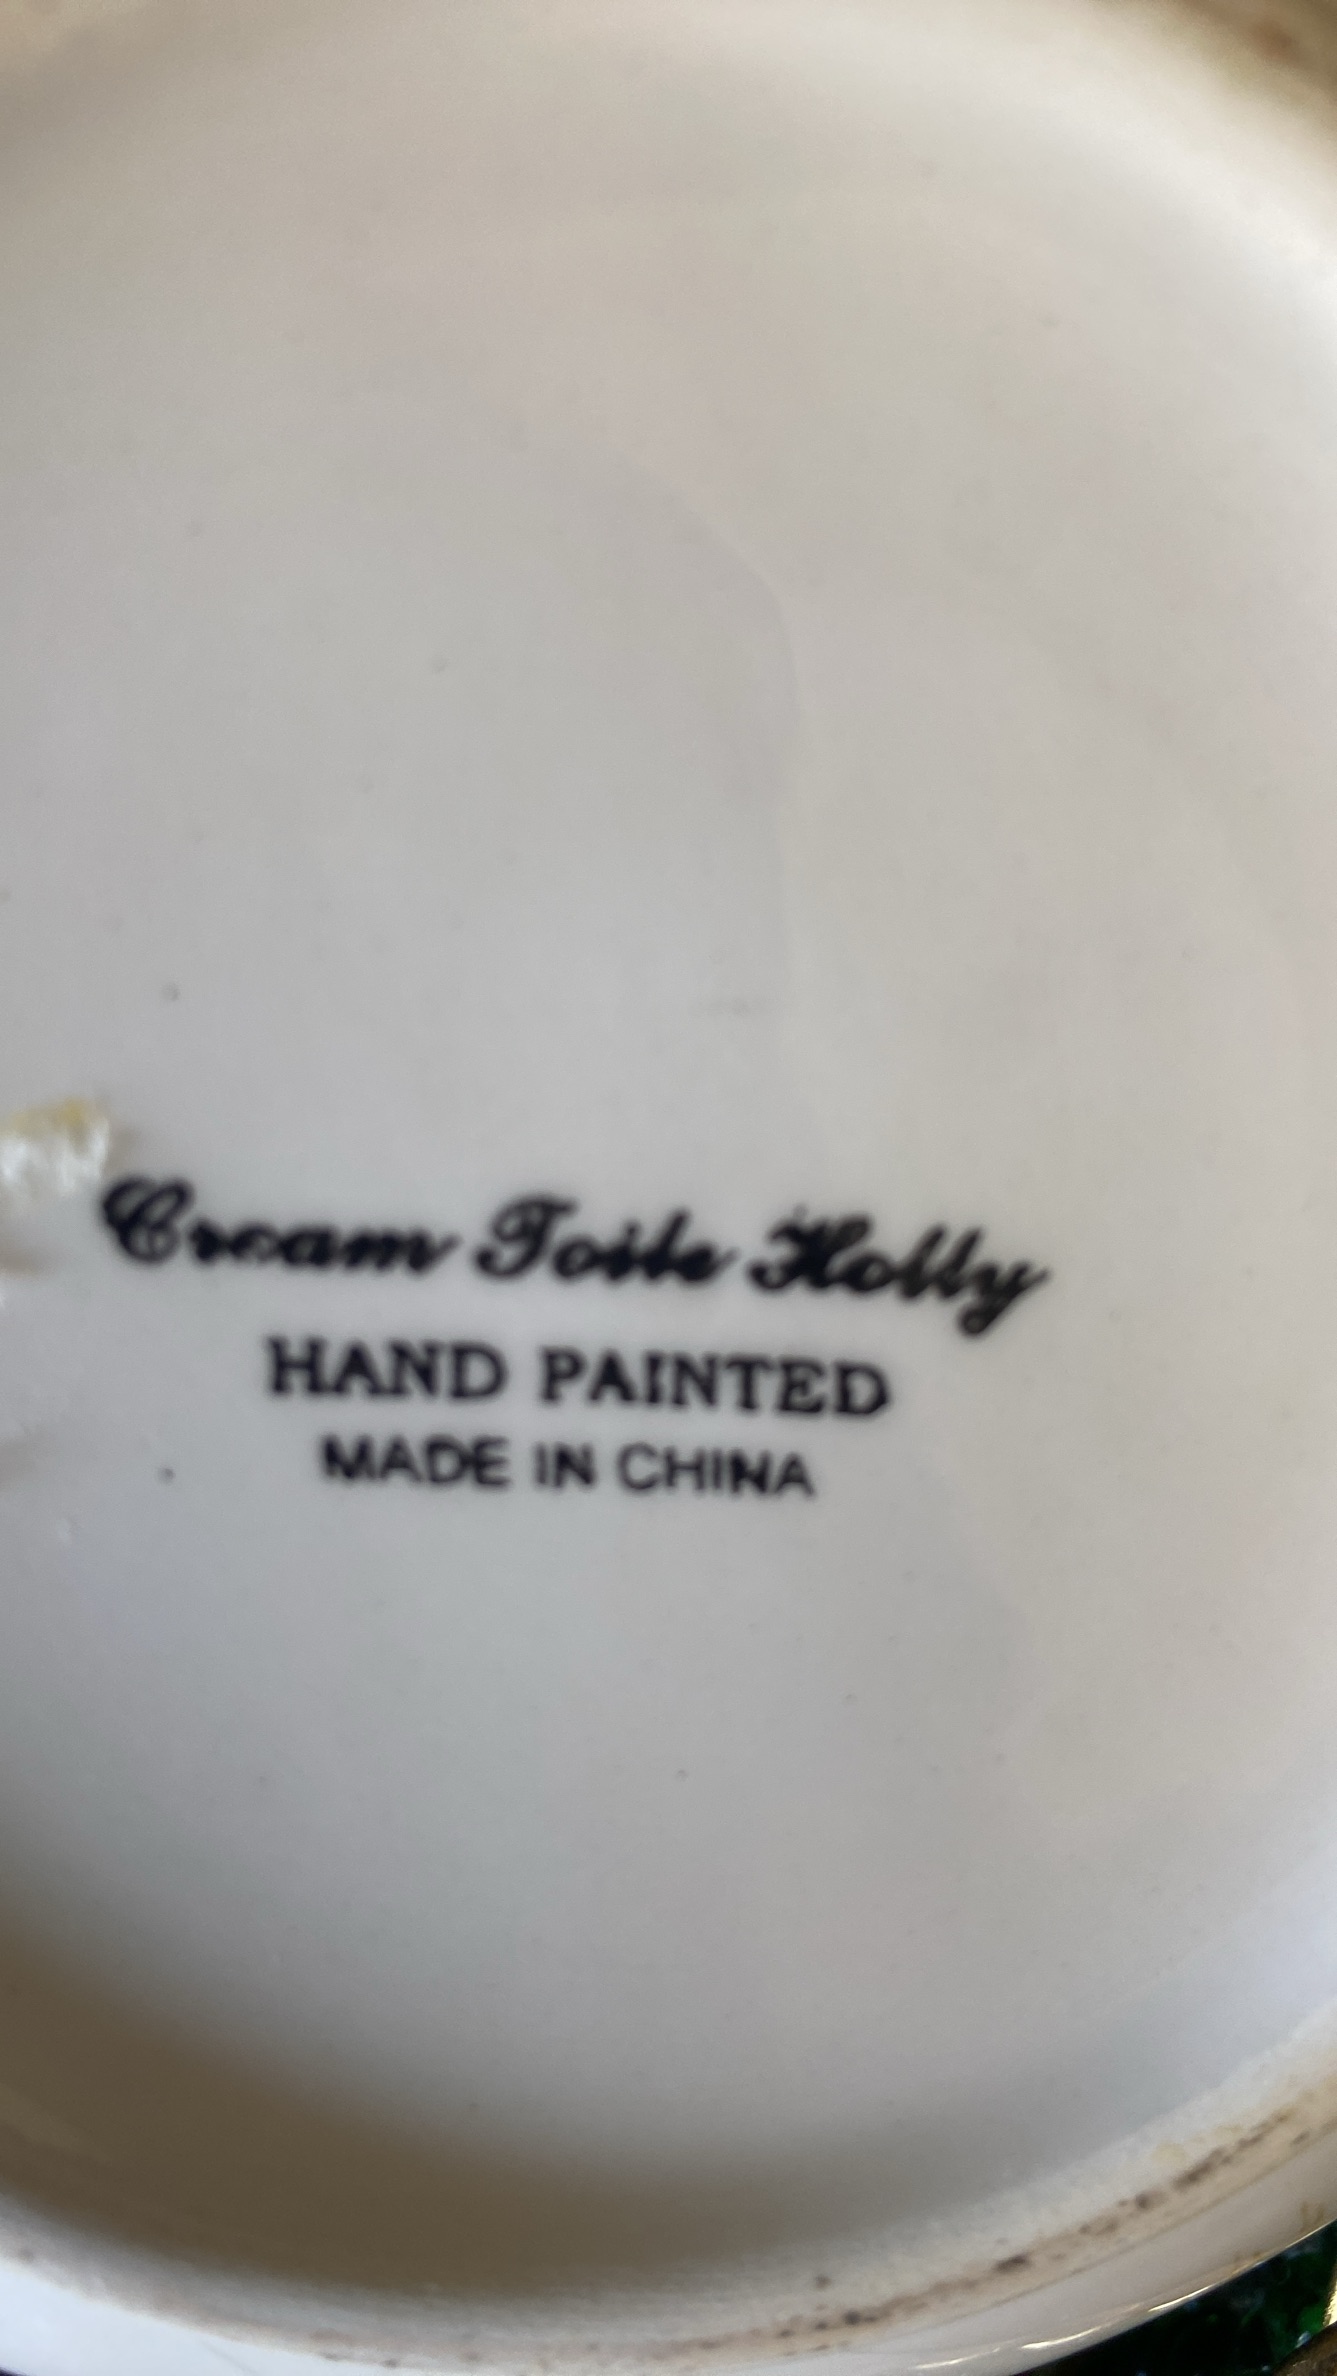 Cream Toile Holly
HAND PAINTED
MADE IN CHINA